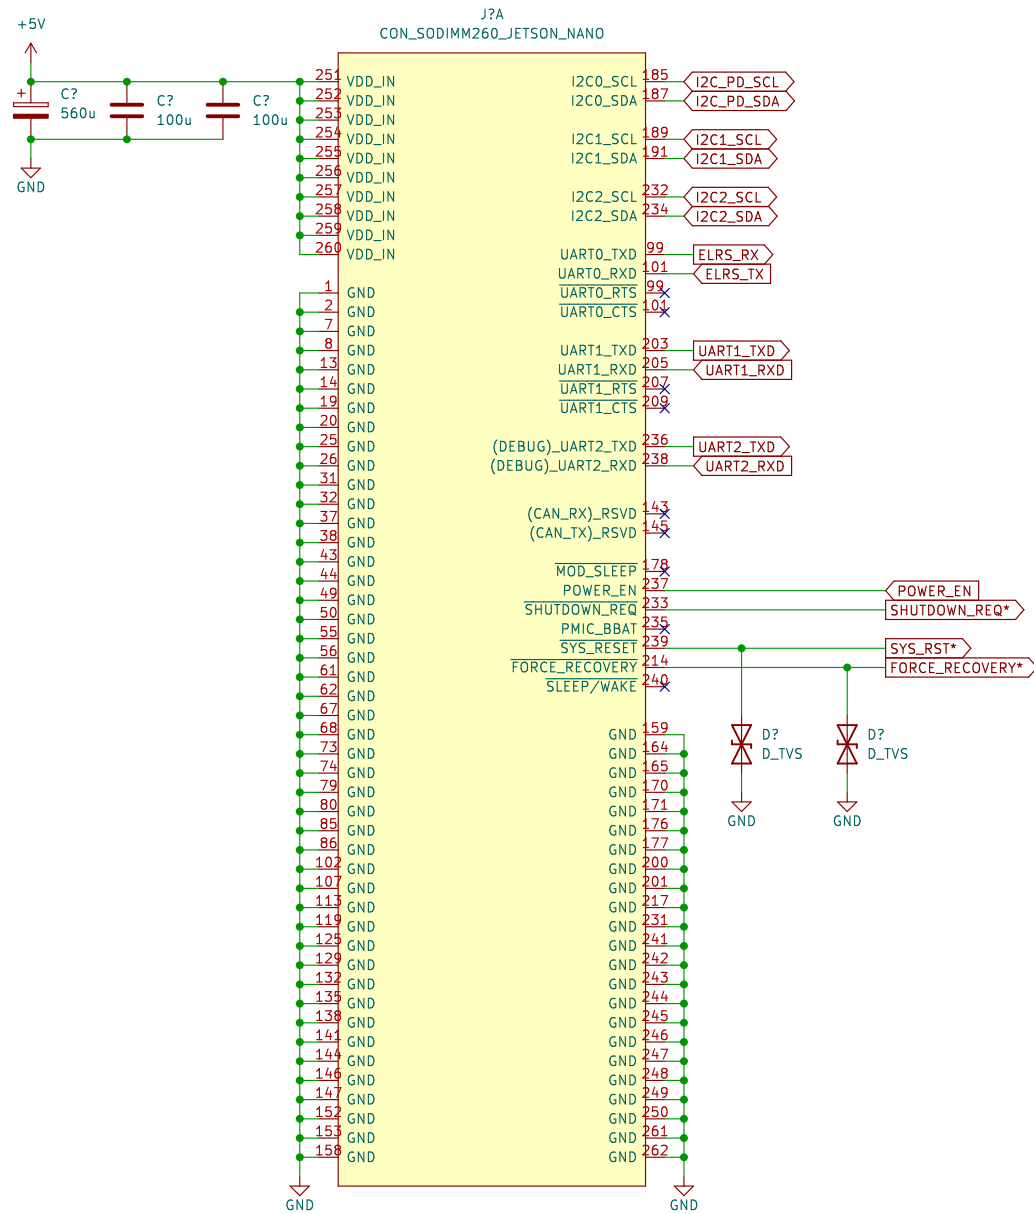 J?A
CON_SODIMM260_JETSON_NANO
+5V
+
C?
560u
C?
100u
C?
100u
GND
251 VDD_IN
252 VDD_IN
253 VDD_IN
254 VDD_IN
255 VDD_IN
256 VDD_IN
257 VDD_IN
258 VDD_IN
259 VDD_IN
260 VDD_IN
1 GND
2 GND
7 GND
8 GND
13 GND
14 GND
19 GND
20 GND
25 GND
26 GND
31 GND
32 GND
37 GND
38 GND
43 GND
44 GND
49 GND
50 GND
55 GND
56 GND
61 GND
62 GND
67 GND
68 GND
73 GND
74 GND
79 GND
80 GND
85 GND
86 GND
102 GND
107 GND
113 GND
119 GND
125 GND
129 GND
132 GND
135 GND
138 GND
141 GND
144 GND
146 GND
147 GND
152 GND
153 GND
158 GND
GND
I2C0_SCL 185 I2C_PD_SCL
I2C0_SDA 187 I2C_PD_SDA
I2C1_SCL 189 I2C1_SCL
I2C1_SDA 191 I2C1_SDA
I2C2_SCL 232 I2C2_SCL
I2C2_SDA 234 I2C2_SDA
UART0_TXD 99 ELRS_RX
UART0_RXD 101 ELRS_TX
UART0_RTS 99
UART0_CTS 101
UART1_TXD 203 UART1_TXD
UART1_RXD 205 UART1_RXD
UART1_RTS 207
UART1_CTS 209
(DEBUG)_UART2_TXD 236 UART2_TXD
(DEBUG)_UART2_RXD 238 UART2_RXD
(CAN_RX)_RSVD 143
(CAN_TX)_RSVD 145
MOD_SLEEP 178
POWER_EN 237 POWER_EN
SHUTDOWN_REQ 233 SHUTDOWN_REQ*
PMIC_BBAT 235
SYS_RESET 239 SYS_RST*
FORCE_RECOVERY 214 FORCE_RECOVERY*
SLEEP/WAKE 240
D?
D_TVS
GND
D?
D_TVS
GND
GND 159
GND 164
GND 165
GND 170
GND 171
GND 176
GND 177
GND 200
GND 201
GND 217
GND 231
GND 241
GND 242
GND 243
GND 244
GND 245
GND 246
GND 247
GND 248
GND 249
GND 250
GND 261
GND 262
GND